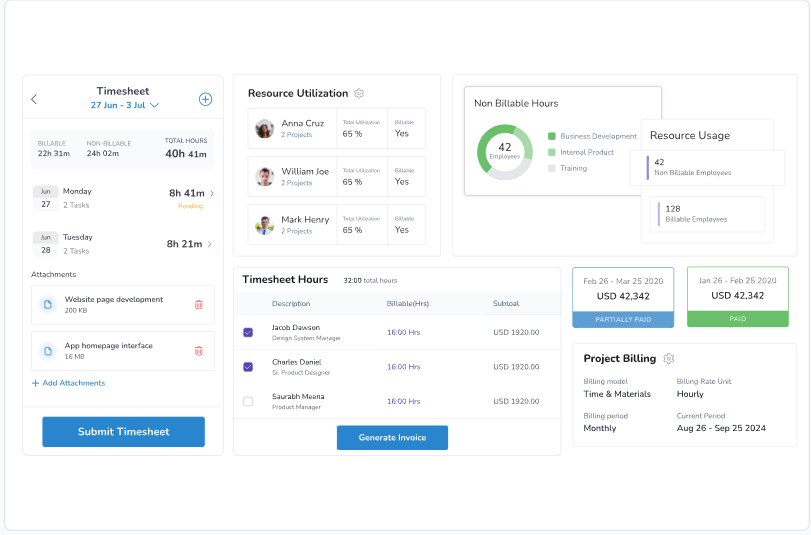 Timesheet
27 Jun - 3 Jul
BILLABLE
22h 31m
NON-BILLABLE
24h 02m
TOTAL HOURS
40h 41m
Jun
27
Monday
2 Tasks
8h 41m
Pending
Jun
28
Tuesday
2 Tasks
8h 21m
Attachments
Website page development
200 KB
App homepage interface
16 MB
+ Add Attachments
Submit Timesheet
Resource Utilization
Anna Cruz
2 Projects
Total Utilization
65 %
Billable
Yes
William Joe
2 Projects
Total Utilization
65 %
Billable
Yes
Mark Henry
2 Projects
Total Utilization
65 %
Billable
Yes
Non Billable Hours
42
Employees
Business Development
Internal Product
Training
Resource Usage
42
Non Billable Employees
128
Billable Employees
Timesheet Hours 32:00 total hours
Description Billable(Hrs) Subtoal
Jacob Dawson
Design System Manager
16:00 Hrs
USD 1920.00
Charles Daniel
Sr. Product Designer
16:00 Hrs
USD 1920.00
Saurabh Meena
Product Manager
16:00 Hrs
USD 1920.00
Generate Invoice
Feb 26 - Mar 25 2020
USD 42,342
PARTIALLY PAID
Jan 26 - Feb 25 2020
USD 42,342
PAID
Project Billing
Billing model
Time & Materials
Billing Rate Unit
Hourly
Billing period
Monthly
Current Period
Aug 26 - Sep 25 2024